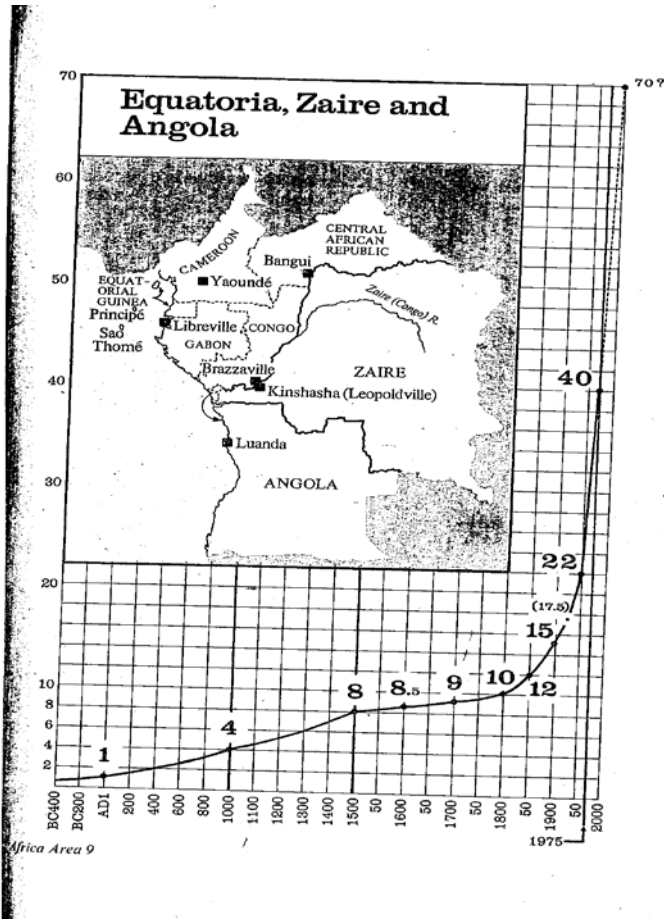 70
70?
Equatoria, Zaire and
Angola
60
CENTRAL
AFRICAN
REPUBLIC
CAMEROON
Bangui
50
EQUAT-
ORIAL
GUINEA
Yaoundé
Zaire (Congo) R.
Principé
Libreville
CONGO
Saõ
Thomé
GABON
Brazzaville
ZAIRE
40
40
Kinshasha (Leopoldville)
Luanda
30
ANGOLA
22
20
(17.5)
15
10
8
8.5
9
10
12
8
6
4
4
2
1
BC400
BC200
AD1
200
400
600
800
1000
1100
1200
1300
1400
1500
50
1600
50
1700
50
1800
50
1900
50
2000
1975
Africa Area 9